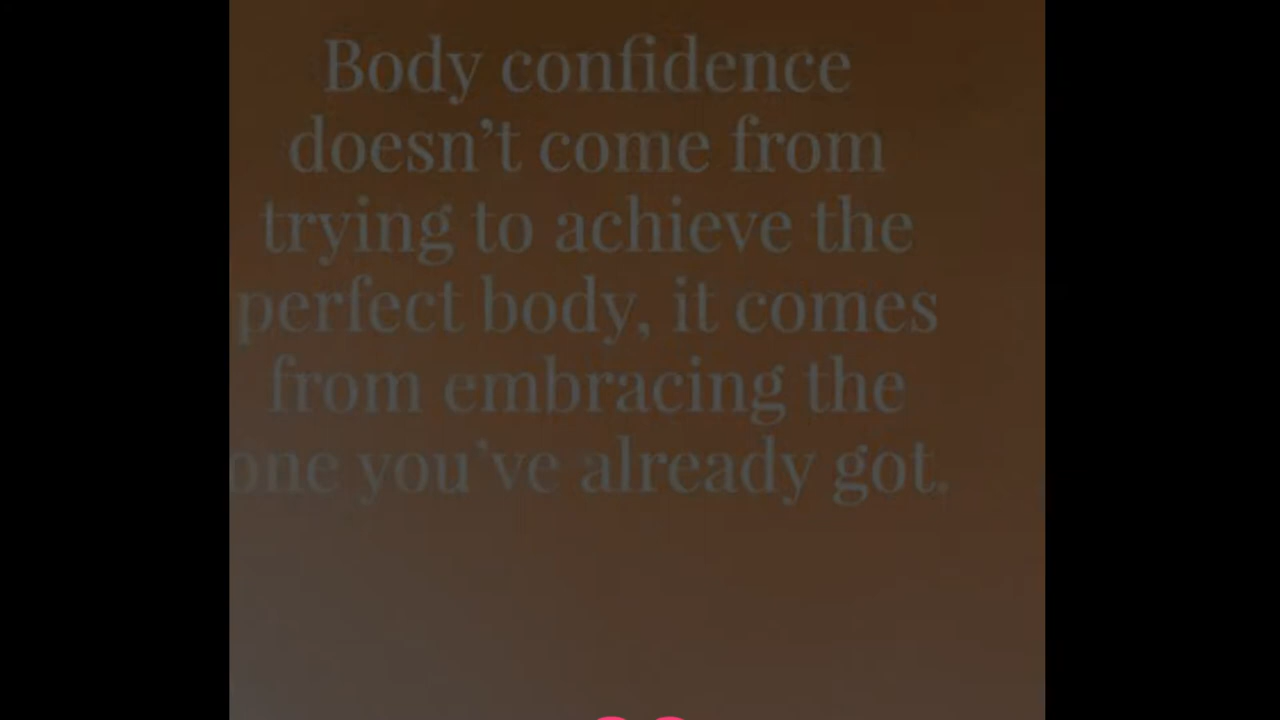 Body confidence
doesn’t come from
trying to achieve the
perfect body, it comes
from embracing the
one you’ve already got.